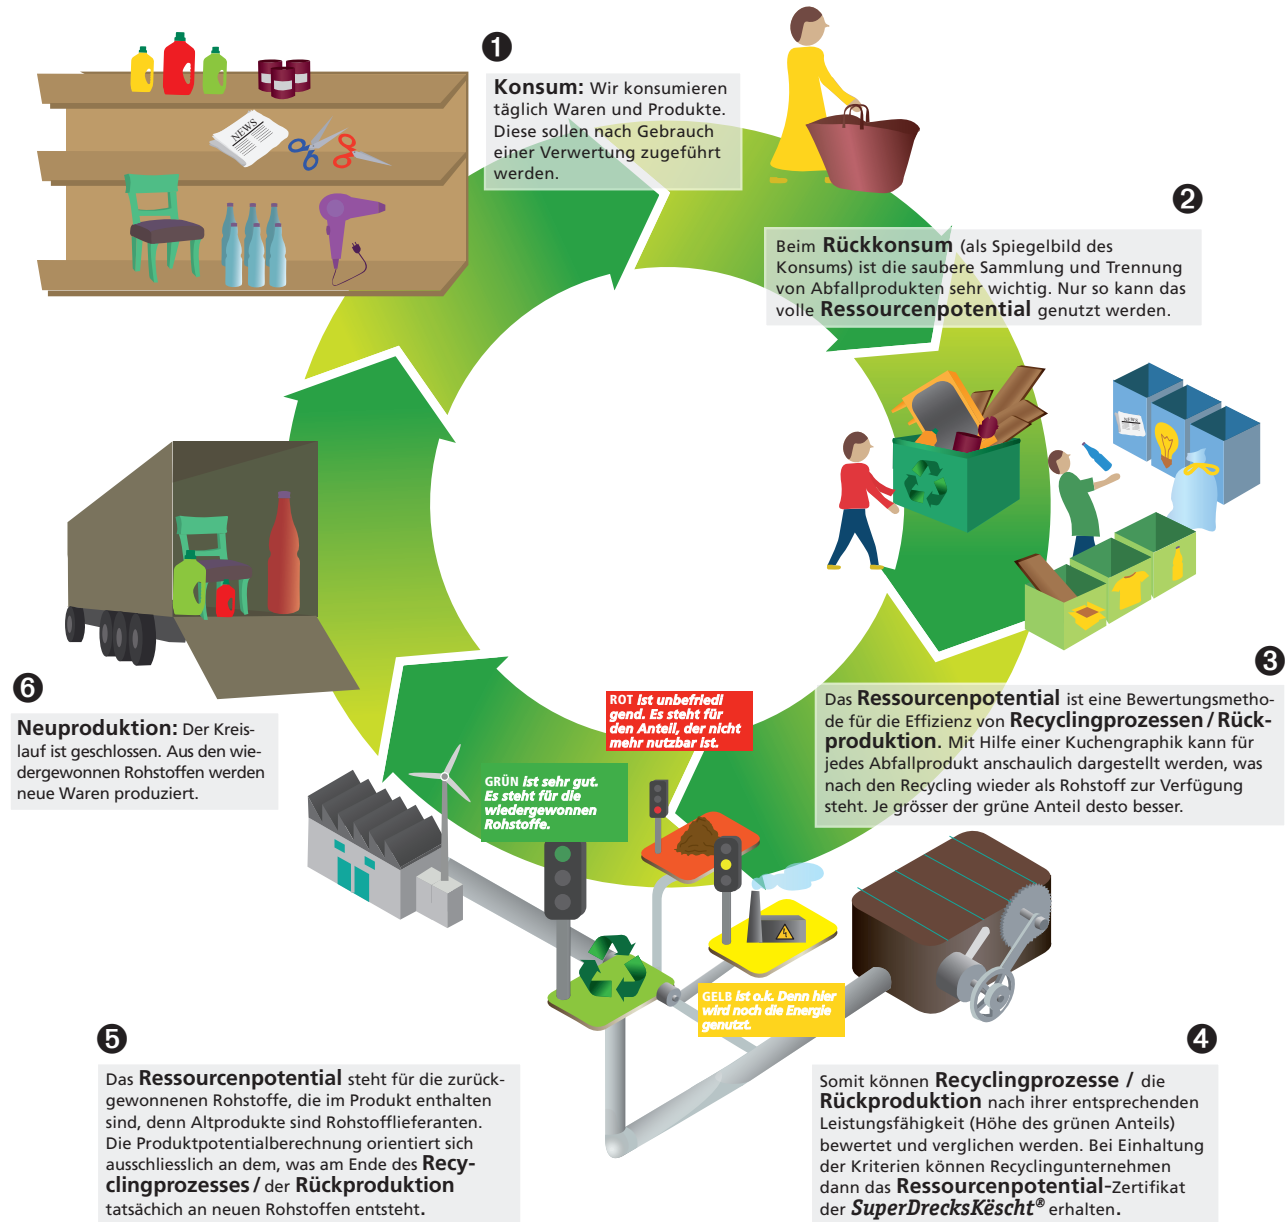 ❶
Konsum: Wir konsumieren
täglich Waren und Produkte.
Diese sollen nach Gebrauch
einer Verwertung zugeführt
werden.
NEWS
❷
Beim Rückkonsum (als Spiegelbild des
Konsums) ist die saubere Sammlung und Trennung
von Abfallprodukten sehr wichtig. Nur so kann das
volle Ressourcenpotential genutzt werden.
NEWS
❸
Das Ressourcenpotential ist eine Bewertungsmetho-
de für die Effizienz von Recyclingprozessen / Rück-
produktion. Mit Hilfe einer Kuchengraphik kann für
jedes Abfallprodukt anschaulich dargestellt werden, was
nach den Recycling wieder als Rohstoff zur Verfügung
steht. Je grösser der grüne Anteil desto besser.
❻
Neuproduktion: Der Kreis-
lauf ist geschlossen. Aus den wie-
dergewonnen Rohstoffen werden
neue Waren produziert.
ROT ist unbefriedi
gend. Es steht für
den Anteil, der nicht
mehr nutzbar ist.
GRÜN ist sehr gut.
Es steht für die
wiedergewonnen
Rohstoffe.
GELB ist o.k. Denn hier
wird noch die Energie
genutzt.
❹
Somit können Recyclingprozesse / die
Rückproduktion nach ihrer entsprechenden
Leistungsfähigkeit (Höhe des grünen Anteils)
bewertet und verglichen werden. Bei Einhaltung
der Kriterien können Recyclingunternehmen
dann das Ressourcenpotential-Zertifikat
der SuperDrecksKëscht® erhalten.
❺
Das Ressourcenpotential steht für die zurück-
gewonnenen Rohstoffe, die im Produkt enthalten
sind, denn Altprodukte sind Rohstofflieferanten.
Die Produktpotentialberechnung orientiert sich
ausschliesslich an dem, was am Ende des Recy-
clingprozesses / der Rückproduktion
tatsächich an neuen Rohstoffen entsteht.